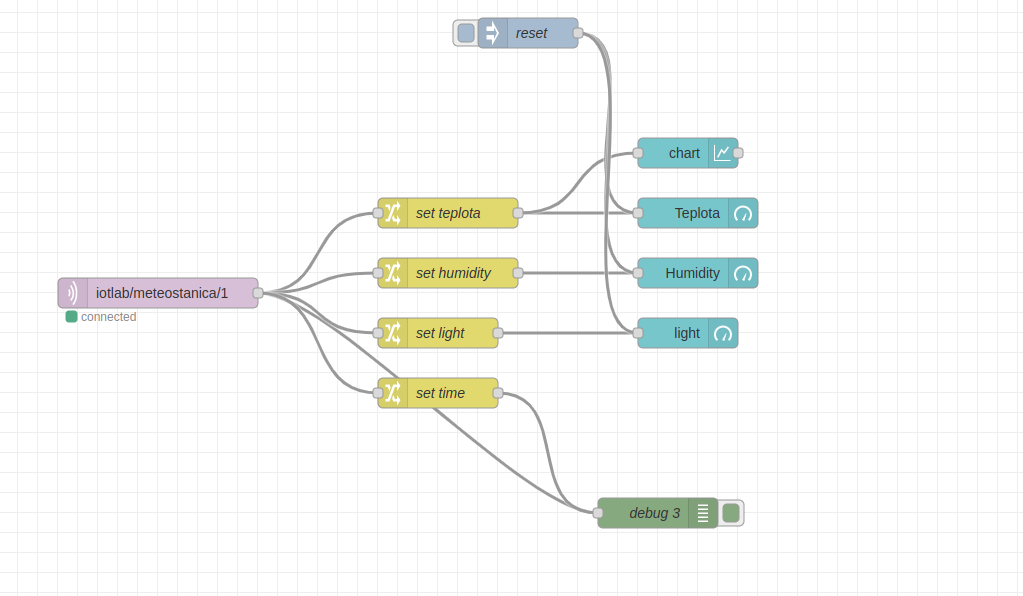 reset
chart
set teplota
Teplota
set humidity
Humidity
iotlab/meteostanica/1
connected
set light
light
set time
debug 3